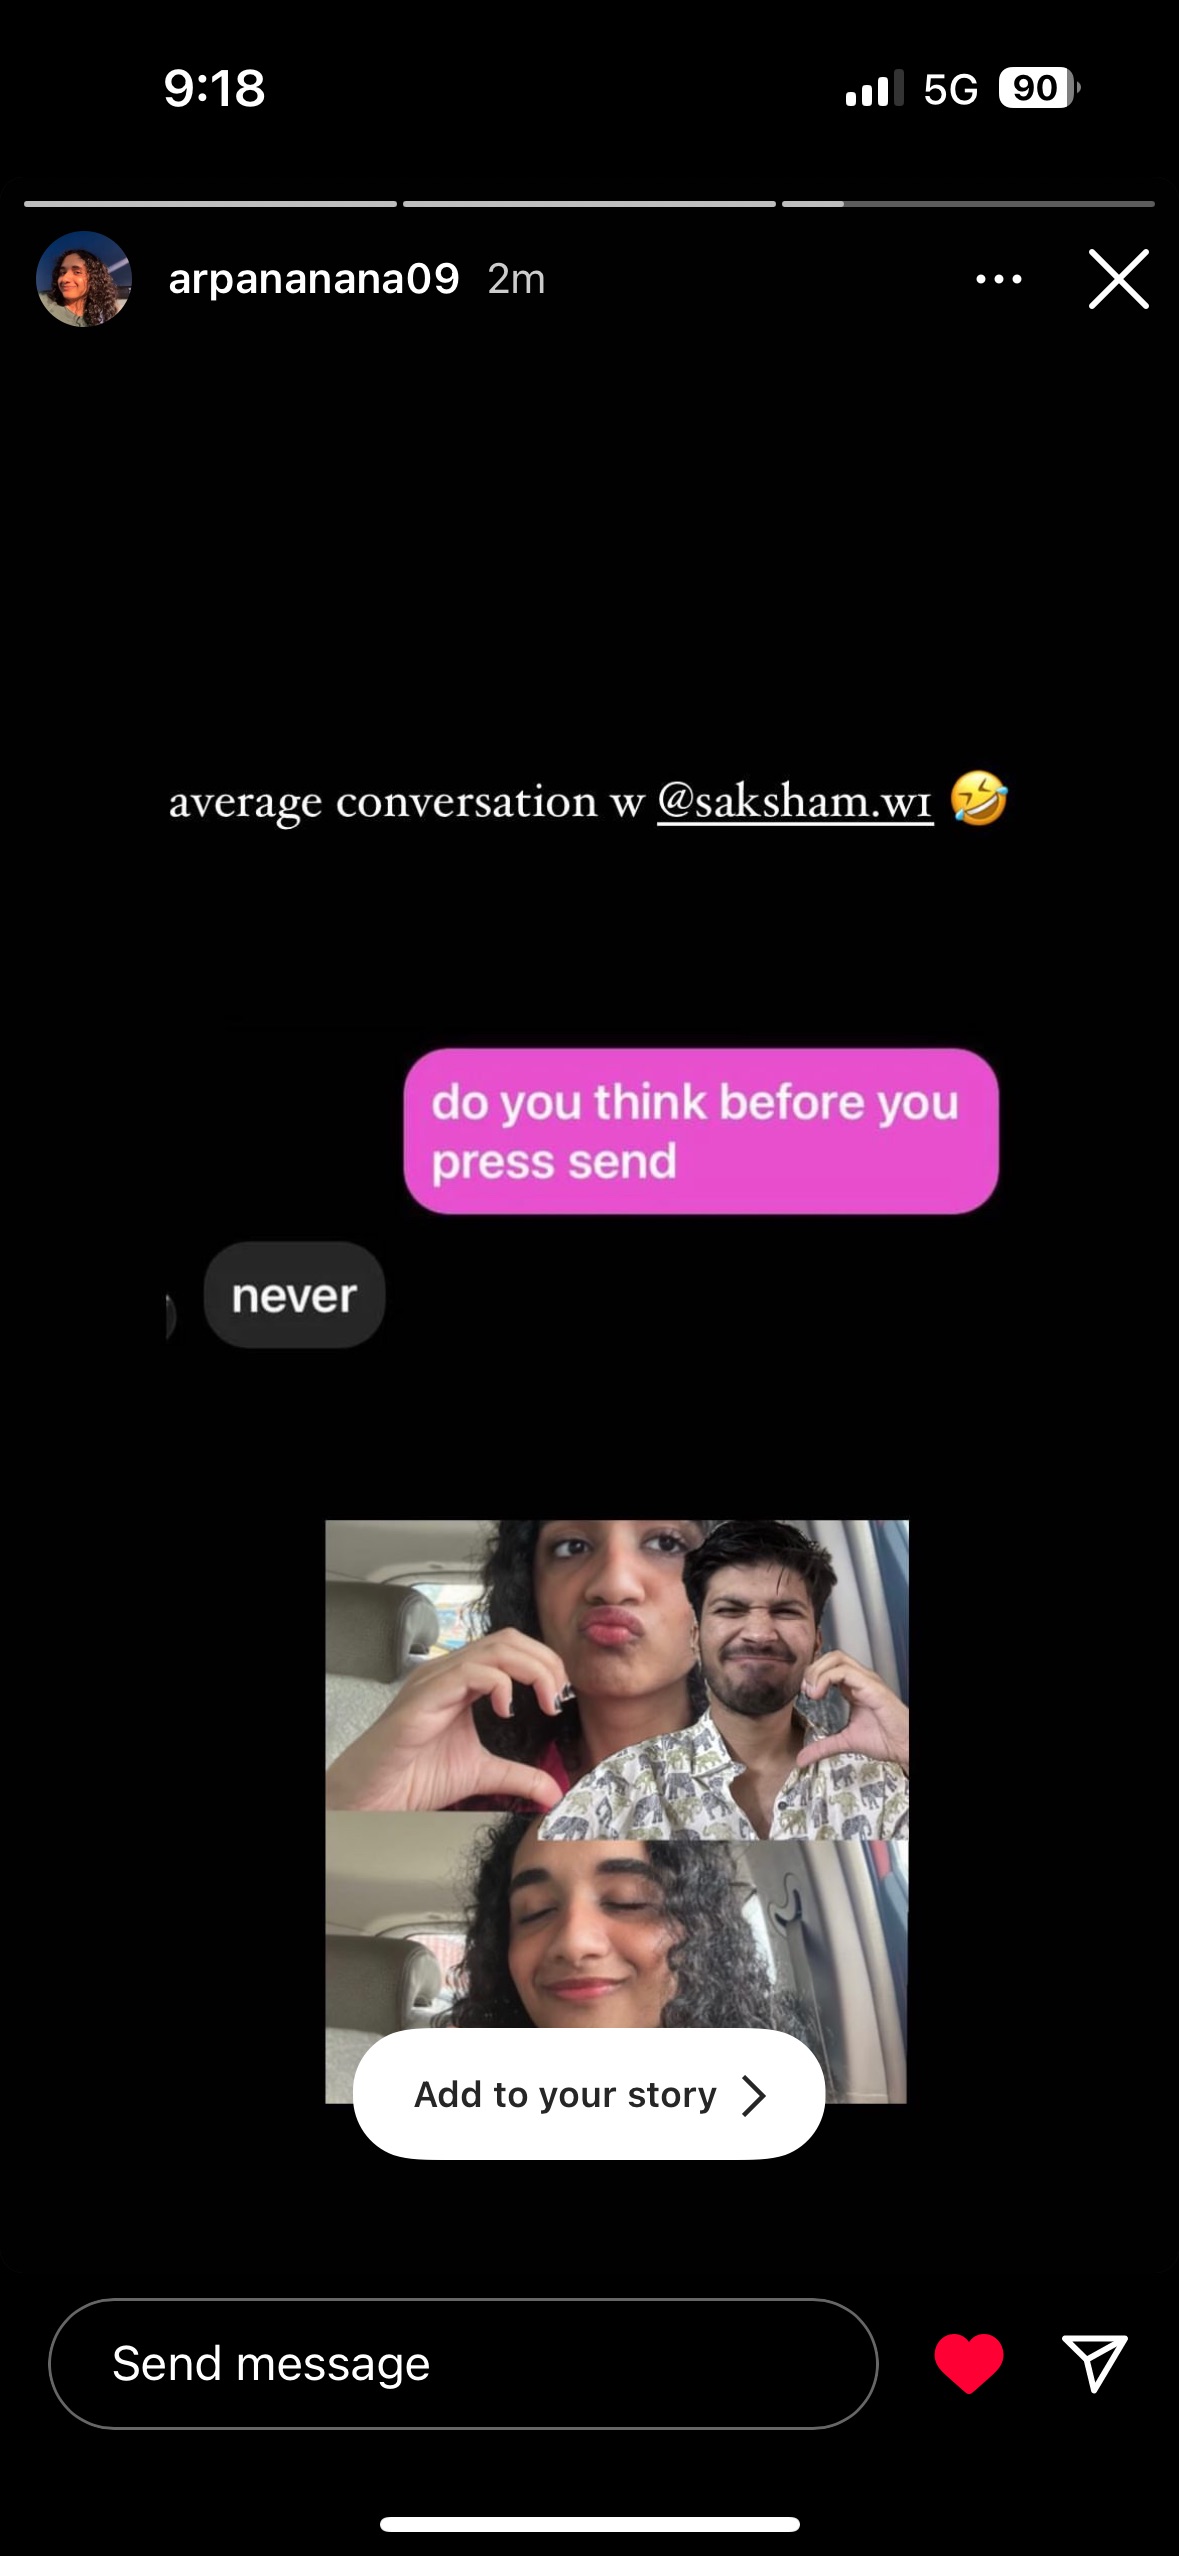 9:18 5G 90
arpananana09 2m
average conversation w @saksham.w1 🤣
do you think before you
press send
never
Add to your story
Send message